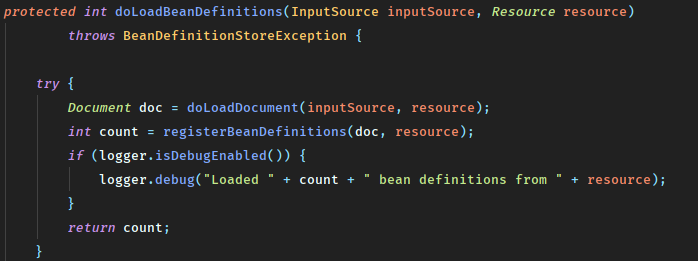 protected int doLoadBeanDefinitions(InputSource inputSource, Resource resource)
        throws BeanDefinitionStoreException {

    try {
        Document doc = doLoadDocument(inputSource, resource);
        int count = registerBeanDefinitions(doc, resource);
        if (logger.isDebugEnabled()) {
            logger.debug("Loaded " + count + " bean definitions from " + resource);
        }
        return count;
    }